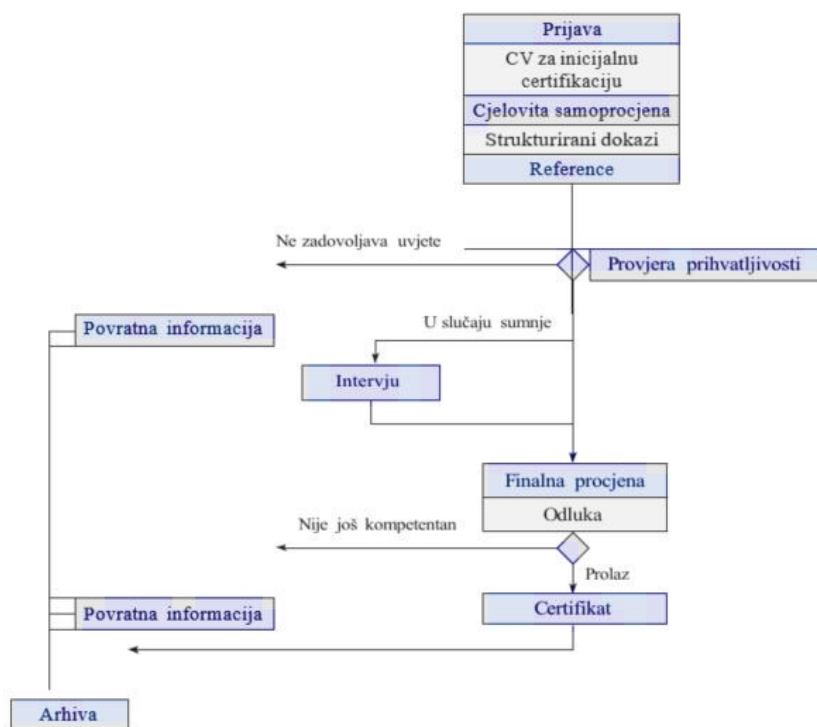 Prijava
CV za inicijalnu
certifikaciju
Cjelovita samoprocjena
Strukturirani dokazi
Reference
Ne zadovoljava uvjete
Provjera prihvatljivosti
Povratna informacija
U slučaju sumnje
Intervju
Finalna procjena
Odluka
Nije još kompetentan
Prolaz
Povratna informacija
Certifikat
Arhiva